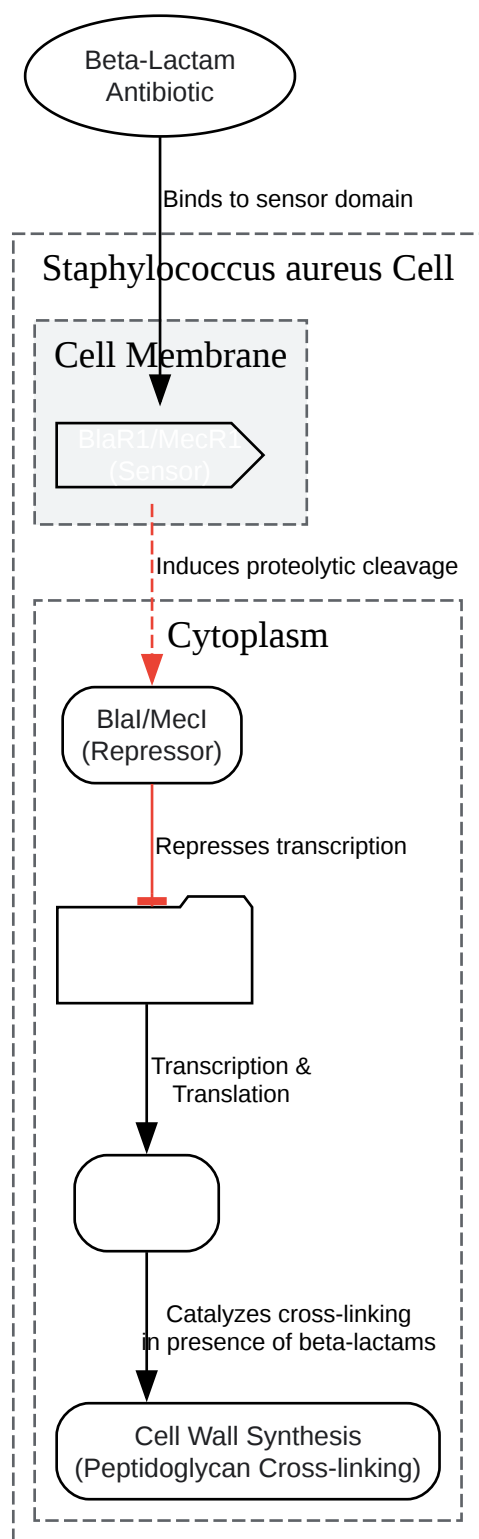 Beta-Lactam
Antibiotic
Binds to sensor domain
Staphylococcus aureus Cell
Cell Membrane
BlaR1/MecR1
(Sensor)
Induces proteolytic cleavage
Cytoplasm
BlaI/MecI
(Repressor)
Represses transcription
Transcription &
Translation
Catalyzes cross-linking
in presence of beta-lactams
Cell Wall Synthesis
(Peptidoglycan Cross-linking)